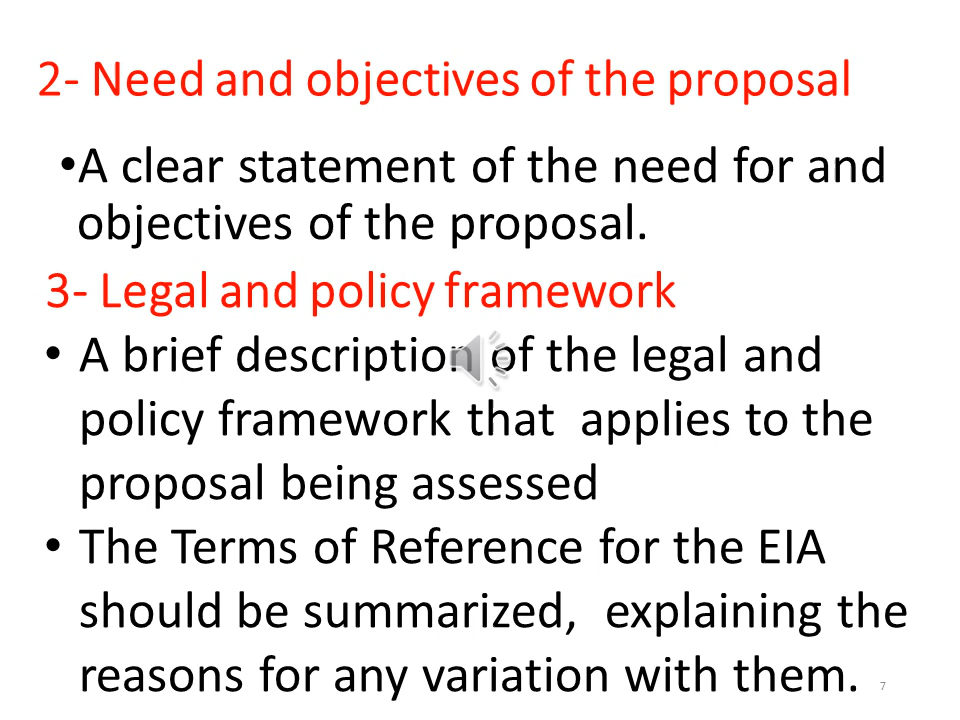 2- Need and objectives of the proposal
•A clear statement of the need for and
objectives of the proposal.
3- Legal and policy framework
• A brief description of the legal and
policy framework that  applies to the
proposal being assessed
• The Terms of Reference for the EIA
should be summarized,  explaining the
reasons for any variation with them.
7